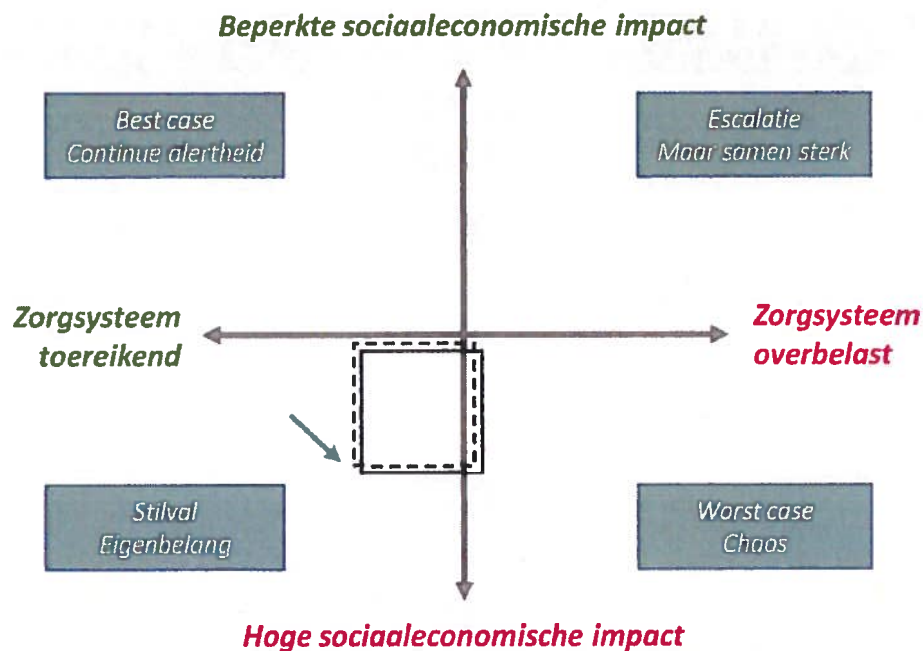 Beperkte sociaaleconomische impact
Best case
Continue alertheid
Escalatie
Maar samen sterk
Zorgsysteem
toereikend
Zorgsysteem
overbelast
Stilval
Eigenbelang
Worst case
Chaos
Hoge sociaaleconomische impact